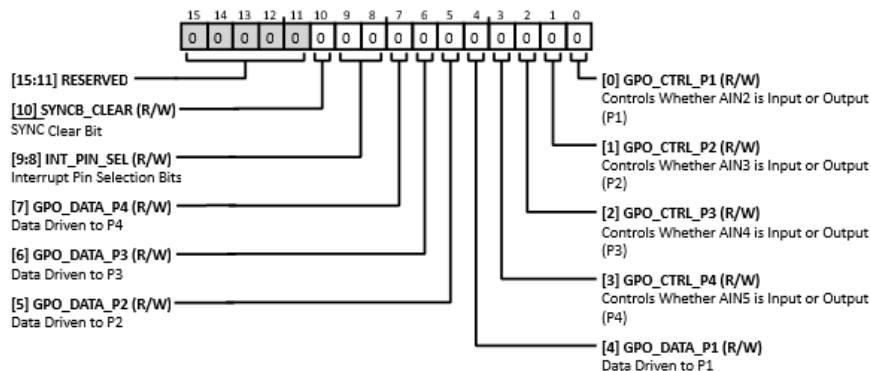 15 14 13 12 11 10 9 8 7 6 5 4 3 2 1 0
0 0 0 0 0 0 0 0 0 0 0 0 0 0 0 0
[15:11] RESERVED
[10] SYNCB_CLEAR (R/W)
SYNC Clear Bit
[9:8] INT_PIN_SEL (R/W)
Interrupt Pin Selection Bits
[7] GPO_DATA_P4 (R/W)
Data Driven to P4
[6] GPO_DATA_P3 (R/W)
Data Driven to P3
[5] GPO_DATA_P2 (R/W)
Data Driven to P2
[0] GPO_CTRL_P1 (R/W)
Controls Whether AIN2 is Input or Output
(P1)
[1] GPO_CTRL_P2 (R/W)
Controls Whether AIN3 is Input or Output
(P2)
[2] GPO_CTRL_P3 (R/W)
Controls Whether AIN4 is Input or Output
(P3)
[3] GPO_CTRL_P4 (R/W)
Controls Whether AIN5 is Input or Output
(P4)
[4] GPO_DATA_P1 (R/W)
Data Driven to P1